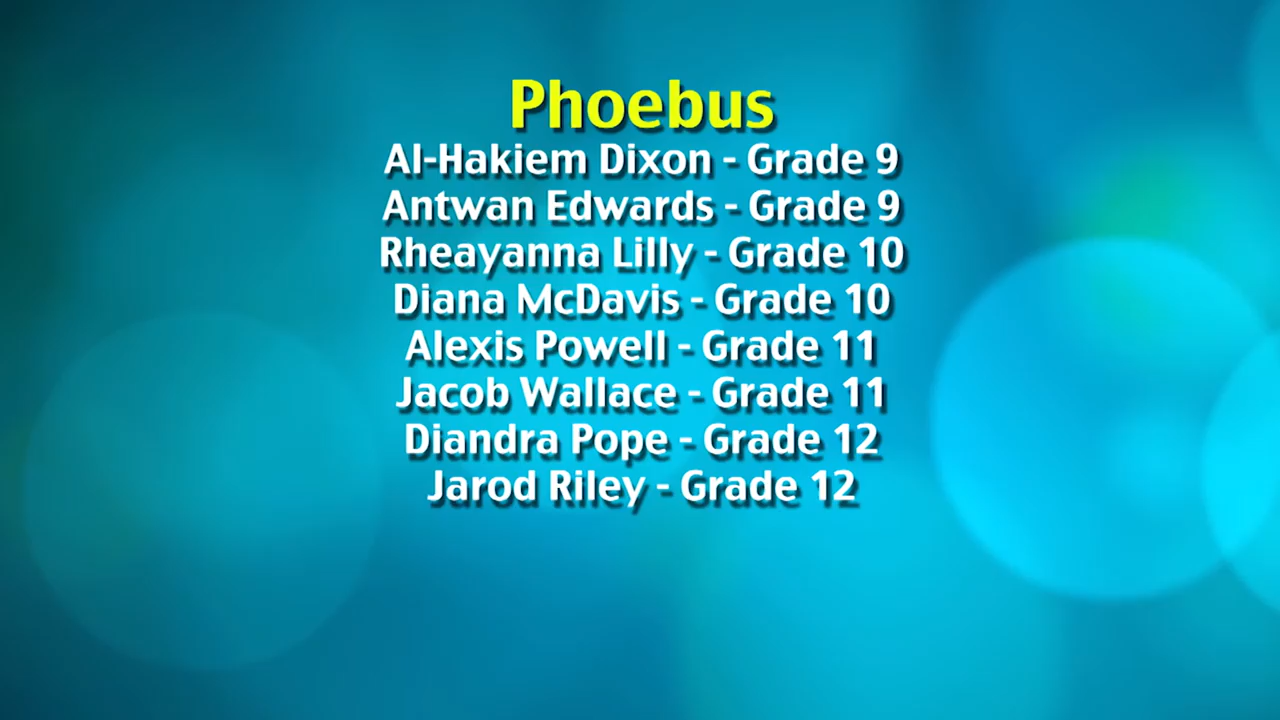 Phoebus
Al-Hakiem Dixon - Grade 9
Antwan Edwards - Grade 9
Rheayanna Lilly - Grade 10
Diana McDavis - Grade 10
Alexis Powell - Grade 11
Jacob Wallace - Grade 11
Diandra Pope - Grade 12
Jarod Riley - Grade 12